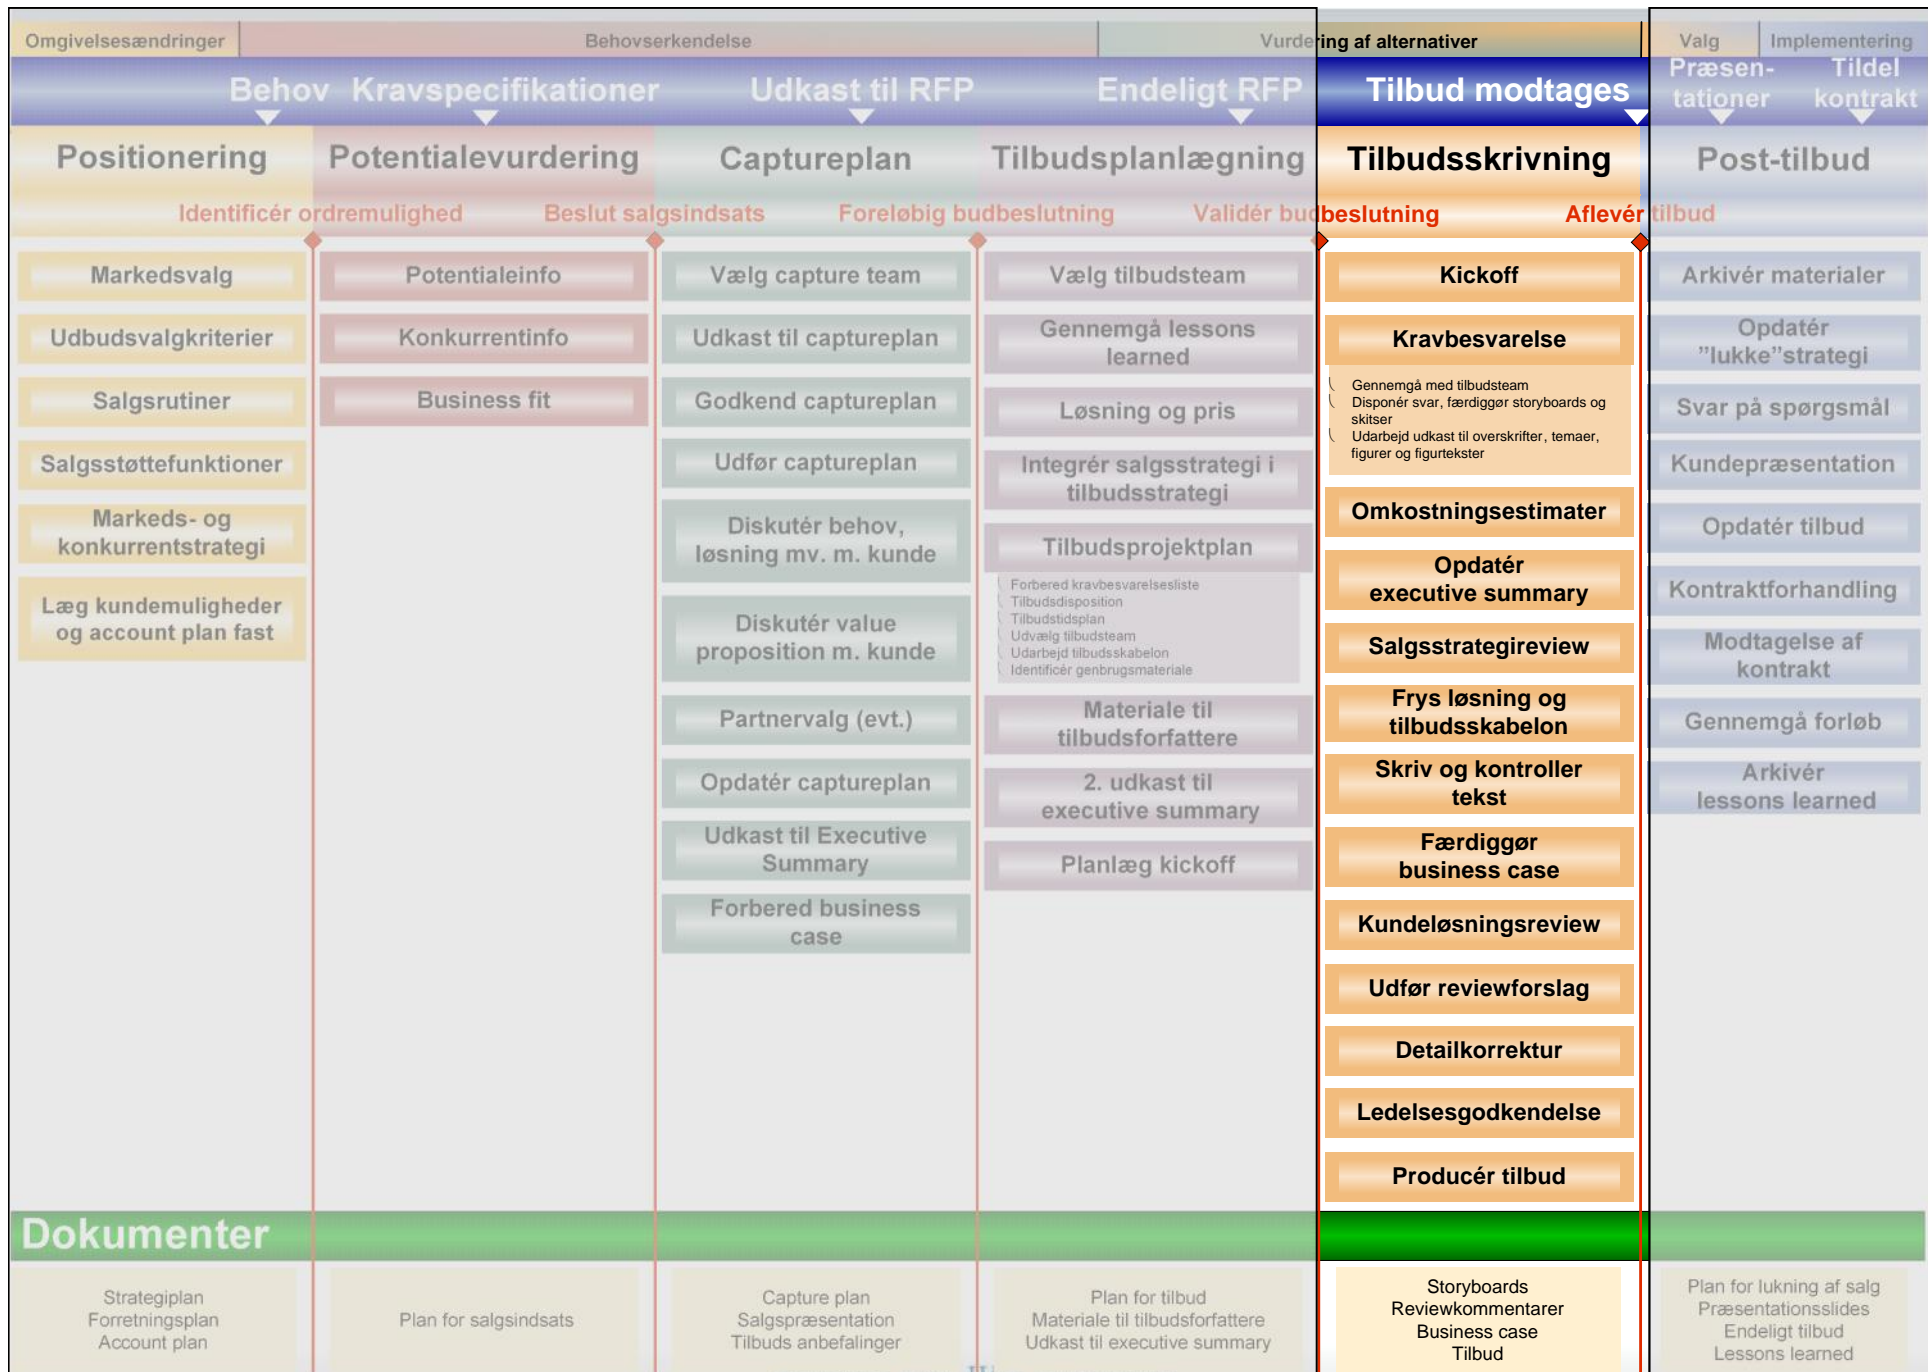 Omgivelsesændringer
Behovserkendelse
Vurdering af alternativer
Valg
Implementering
Behov
Kravspecifikationer
Udkast til RFP
Endeligt RFP
Tilbud modtages
Præsen-
tationer
Tildel
kontrakt
Positionering
Potentialevurdering
Captureplan
Tilbudsplanlægning
Tilbudsskrivning
Post-tilbud
Identificér ordremulighed
Beslut salgsindsats
Foreløbig budbeslutning
Validér budbeslutning
Aflevér tilbud
Markedsvalg
Udbudsvalgkriterier
Salgsrutiner
Salgsstøttefunktioner
Markeds- og
konkurrentstrategi
Læg kundemuligheder
og account plan fast
Potentialeinfo
Konkurrentinfo
Business fit
Vælg capture team
Udkast til captureplan
Godkend captureplan
Udfør captureplan
Diskutér behov,
løsning mv. m. kunde
Diskutér value
proposition m. kunde
Partnervalg (evt.)
Opdatér captureplan
Udkast til Executive
Summary
Forbered business
case
Vælg tilbudsteam
Gennemgå lessons
learned
Løsning og pris
Integrér salgsstrategi i
tilbudsstrategi
Tilbudsprojektplan
Forbered kravbesvarelsesliste
Tilbudsdisposition
Tilbudstidsplan
Udvælg tilbudsteam
Udarbejd tilbudsskabelon
Identificér genbrugsmateriale
Materiale til
tilbudsforfattere
2. udkast til
executive summary
Planlæg kickoff
Kickoff
Kravbesvarelse
Gennemgå med tilbudsteam
Disponér svar, færdiggør storyboards og
skitser
Udarbejd udkast til overskrifter, temaer,
figurer og figurtekster
Omkostningsestimater
Opdatér
executive summary
Salgsstrategireview
Frys løsning og
tilbudsskabelon
Skriv og kontroller
tekst
Færdiggør
business case
Kundeløsningsreview
Udfør reviewforslag
Detailkorrektur
Ledelsesgodkendelse
Producér tilbud
Arkivér materialer
Opdatér
”lukke”strategi
Svar på spørgsmål
Kundepræsentation
Opdatér tilbud
Kontraktforhandling
Modtagelse af
kontrakt
Gennemgå forløb
Arkivér
lessons learned
Dokumenter
Strategiplan
Forretningsplan
Account plan
Plan for salgsindsats
Capture plan
Salgspræsentation
Tilbuds anbefalinger
Plan for tilbud
Materiale til tilbudsforfattere
Udkast til executive summary
Storyboards
Reviewkommentarer
Business case
Tilbud
Plan for lukning af salg
Præsentationsslides
Endeligt tilbud
Lessons learned